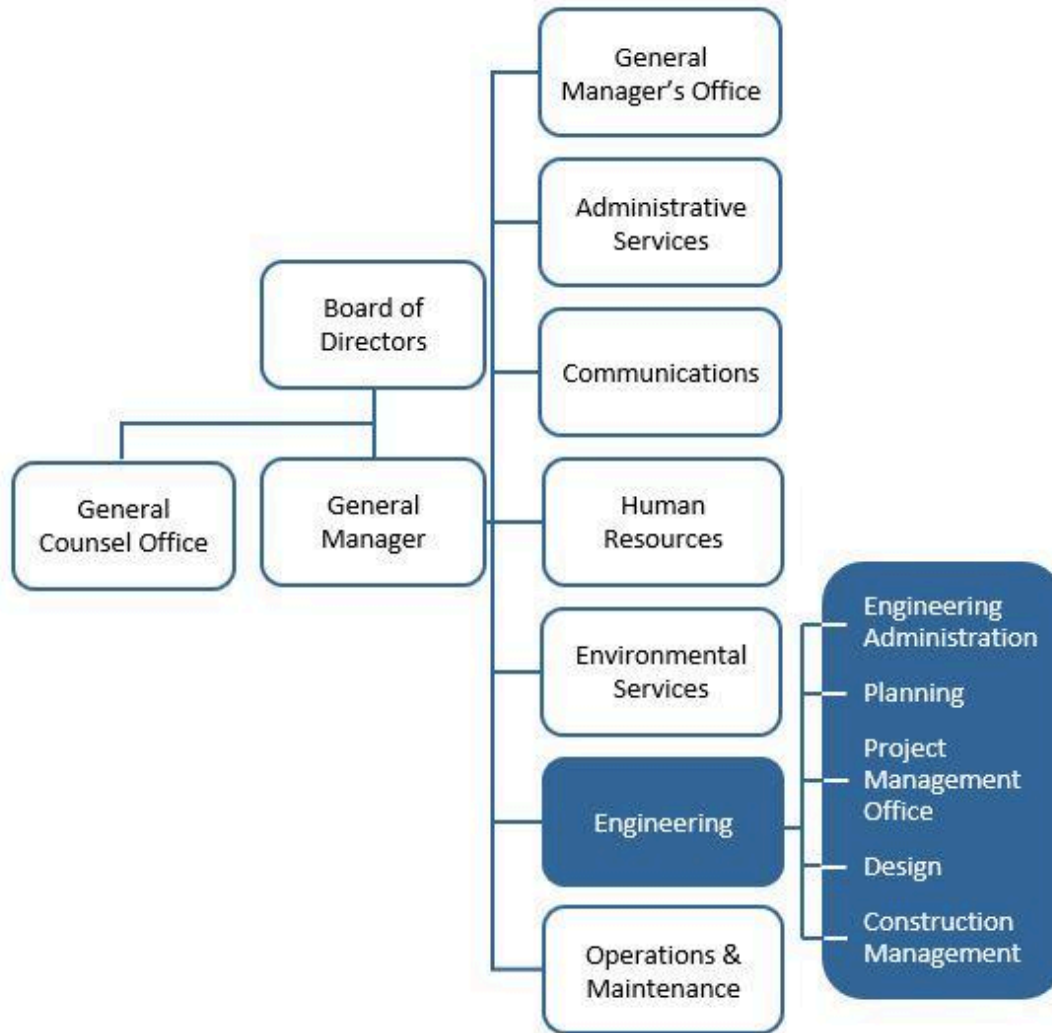 Board of
Directors
General
Counsel Office
General
Manager
General
Manager’s Office
Administrative
Services
Communications
Human
Resources
Environmental
Services
Engineering
Operations &
Maintenance
Engineering
Administration
Planning
Project
Management
Office
Design
Construction
Management